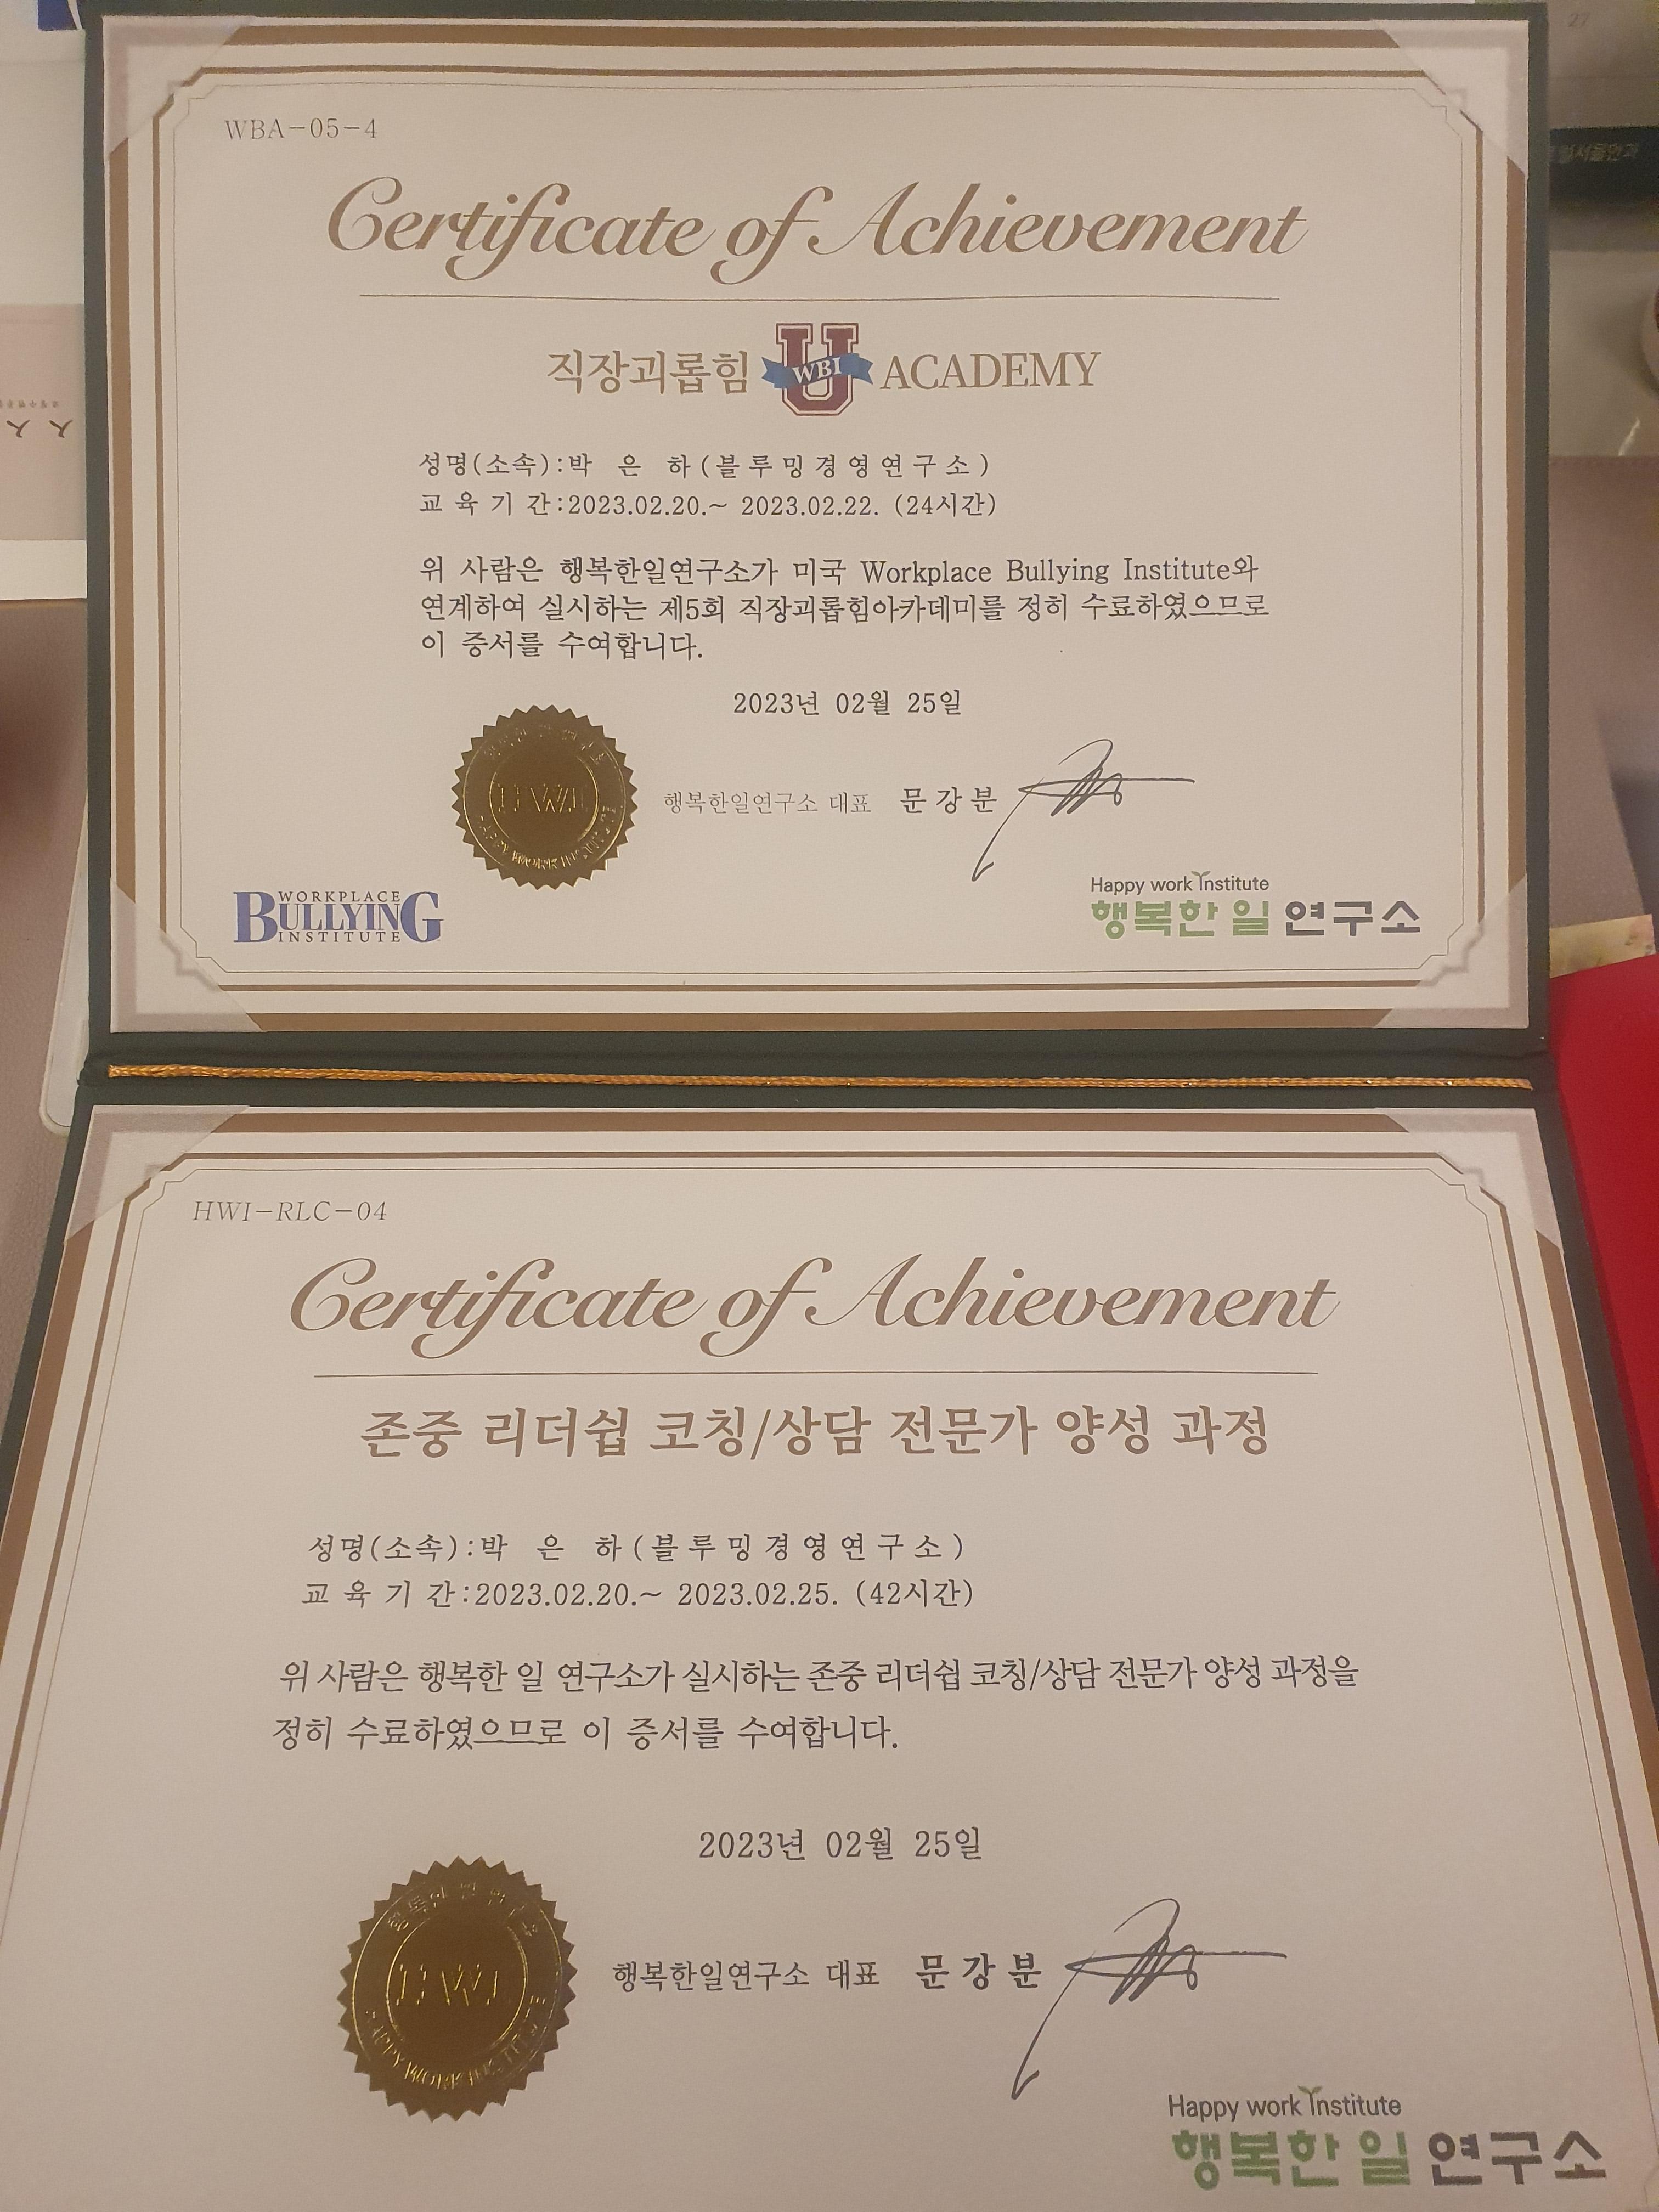 WBA-05-4
Certificate of Achievement
직장괴롭힘 U WBI ACADEMY
성명(소속):박 은 하(블루밍경영연구소)
교 육 기 간:2023.02.20.~ 2023.02.22. (24시간)
위 사람은 행복한일연구소가 미국 Workplace Bullying Institute와
연계하여 실시하는 제5회 직장괴롭힘아카데미를 정히 수료하였으므로
이 증서를 수여합니다.
2023년 02월 25일
행복한일연구소 대표 문강분
HWI
WORKPLACE
BULLYING
INSTITUTE
Happy work institute
행복한 일 연구소
HWI-RLC-04
Certificate of Achievement
존중 리더쉽 코칭/상담 전문가 양성 과정
성명(소속):박 은 하(블루밍경영연구소)
교 육 기 간:2023.02.20.~ 2023.02.25. (42시간)
위 사람은 행복한 일 연구소가 실시하는 존중 리더쉽 코칭/상담 전문가 양성 과정을
정히 수료하였으므로 이 증서를 수여합니다.
2023년 02월 25일
행복한일연구소 대표 문강분
HWI
Happy work institute
행복한 일 연구소
27